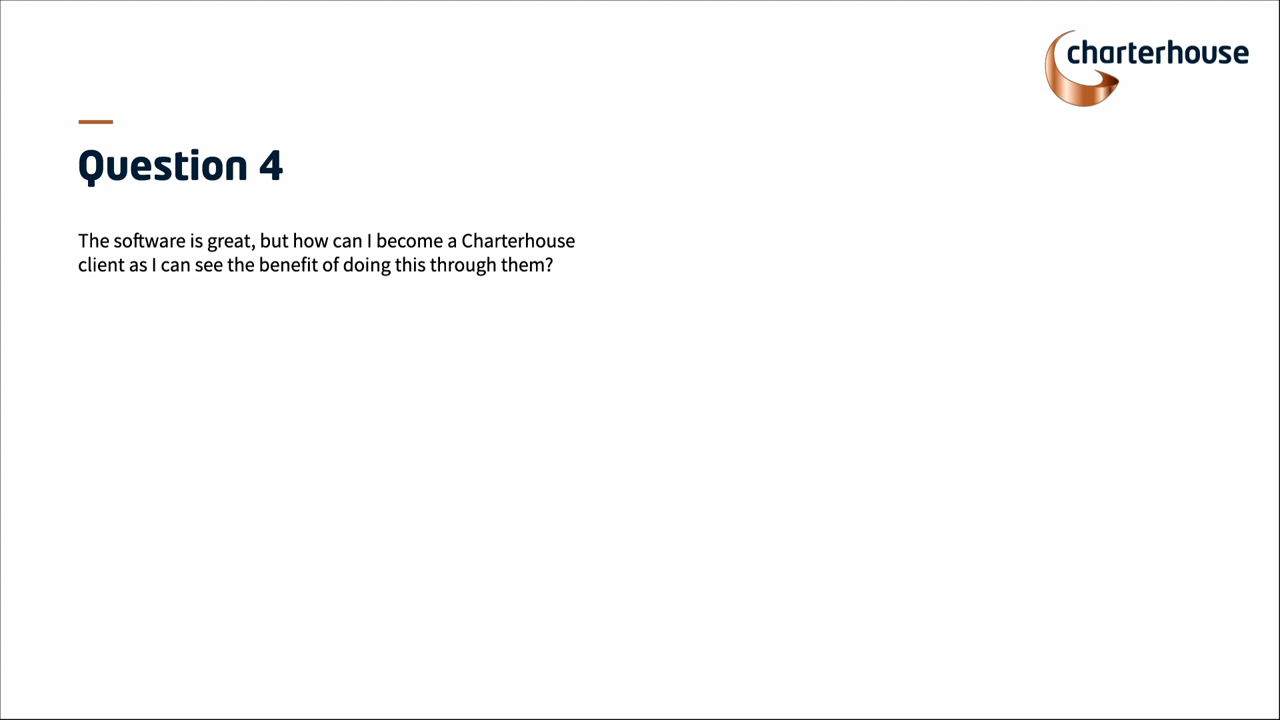 charterhouse
Question 4
The software is great, but how can I become a Charterhouse
client as I can see the benefit of doing this through them?